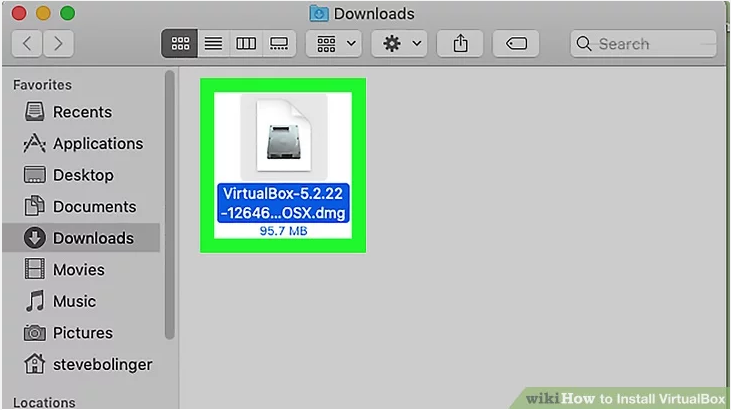 Downloads
Search
Favorites
Recents
Applications
Desktop
Documents
Downloads
Movies
Music
Pictures
stevebolinger
Locations
VirtualBox-5.2.22
-12646...OSX.dmg
95.7 MB
wikiHow to Install VirtualBox